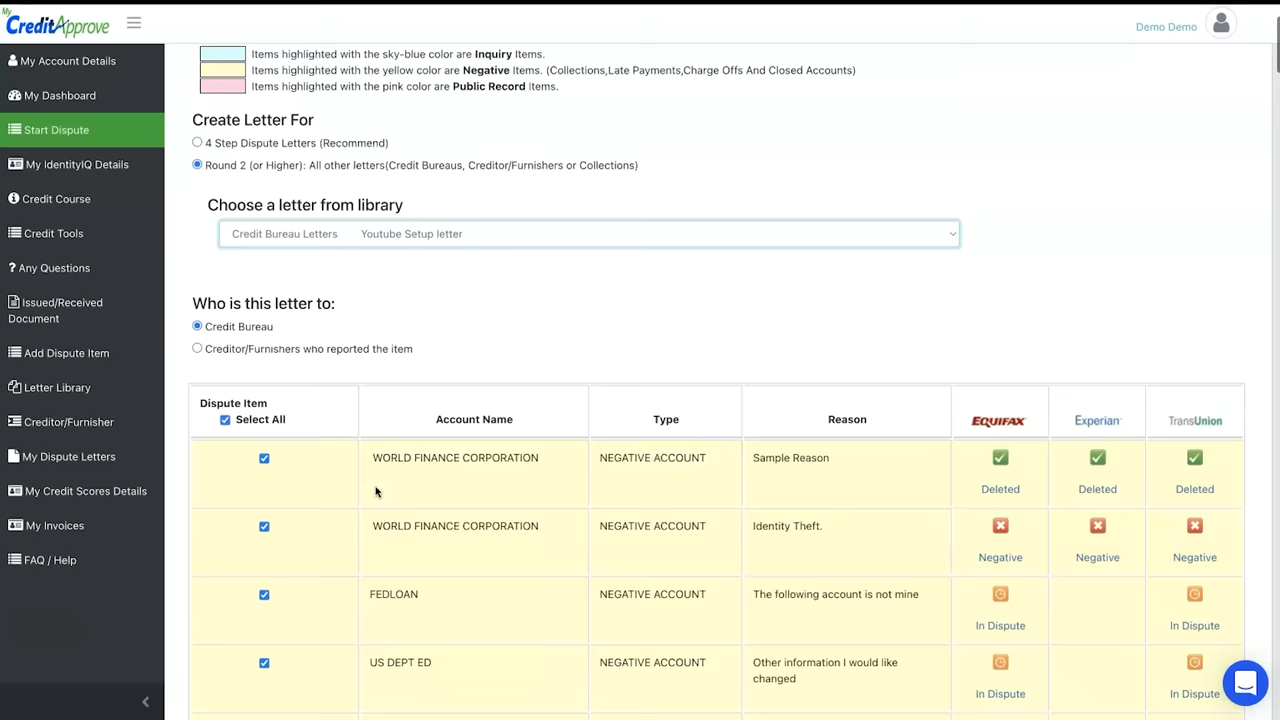 My
CreditApprove
Demo Demo
My Account Details
My Dashboard
Start Dispute
My IdentityIQ Details
Credit Course
Credit Tools
? Any Questions
Issued/Received
Document
Add Dispute Item
Letter Library
Creditor/Furnisher
My Dispute Letters
My Credit Scores Details
My Invoices
FAQ / Help
Items highlighted with the sky-blue color are Inquiry Items.
Items highlighted with the yellow color are Negative Items. (Collections,Late Payments,Charge Offs And Closed Accounts)
Items highlighted with the pink color are Public Record Items.
Create Letter For
4 Step Dispute Letters (Recommend)
Round 2 (or Higher): All other letters(Credit Bureaus, Creditor/Furnishers or Collections)
Choose a letter from library
Credit Bureau Letters Youtube Setup letter
Who is this letter to:
Credit Bureau
Creditor/Furnishers who reported the item
Dispute Item
Select All Account Name Type Reason EQUIFAX Experian TransUnion
WORLD FINANCE CORPORATION NEGATIVE ACCOUNT Sample Reason
Deleted Deleted Deleted
WORLD FINANCE CORPORATION NEGATIVE ACCOUNT Identity Theft.
Negative Negative Negative
FEDLOAN NEGATIVE ACCOUNT The following account is not mine
In Dispute In Dispute
US DEPT ED NEGATIVE ACCOUNT Other information I would like
changed
In Dispute In Dispute